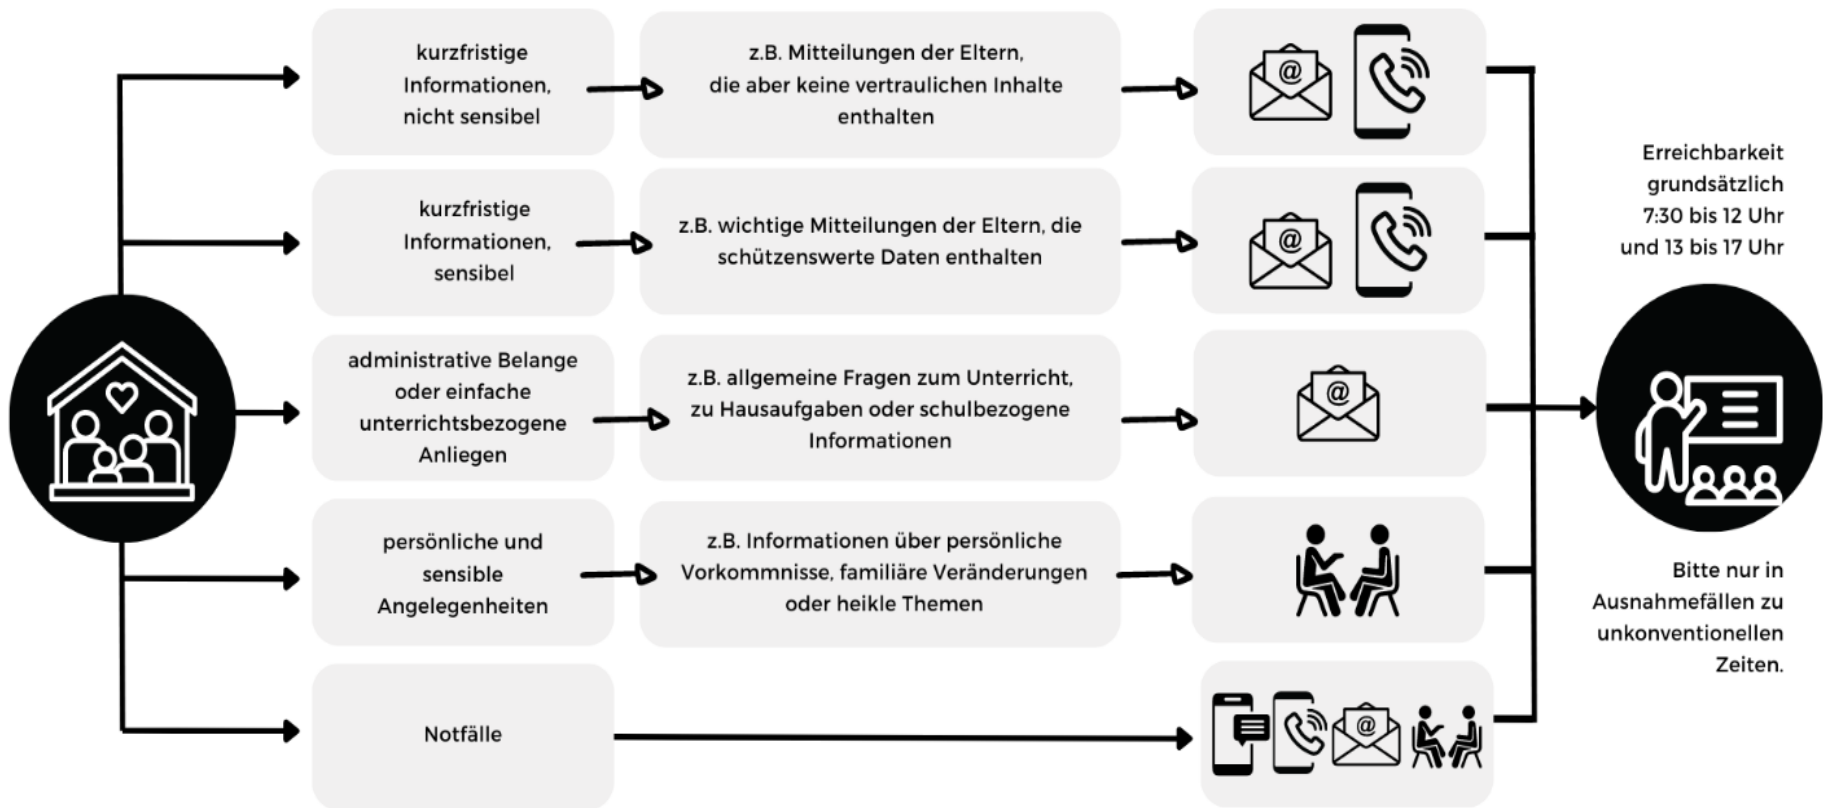 kurzfristige
Informationen,
nicht sensibel
z.B. Mitteilungen der Eltern,
die aber keine vertraulichen Inhalte
enthalten
@
kurzfristige
Informationen,
sensibel
z.B. wichtige Mitteilungen der Eltern, die
schützenswerte Daten enthalten
@
administrative Belange
oder einfache
unterrichtsbezogene
Anliegen
z.B. allgemeine Fragen zum Unterricht,
zu Hausaufgaben oder schulbezogene
Informationen
@
persönliche und
sensible
Angelegenheiten
z.B. Informationen über persönliche
Vorkommnisse, familiäre Veränderungen
oder heikle Themen
Notfälle
@
Erreichbarkeit
grundsätzlich
7:30 bis 12 Uhr
und 13 bis 17 Uhr
Bitte nur in
Ausnahmefällen zu
unkonventionellen
Zeiten.